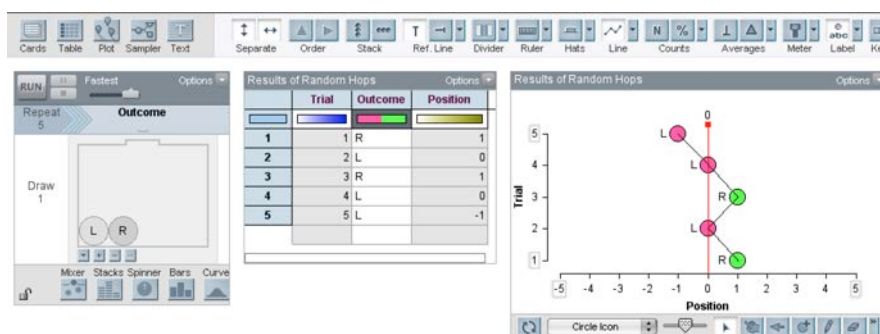 Cards Table Plot Sampler Text Separate Order Stack Ref. Line Divider Ruler Hats Line Counts Averages Meter Label
T N % abc
RUN Fastest Options
Repeat 5 Outcome
Draw 1
L R
Mixer Stacks Spinner Bars Curve
Results of Random Hops Options
Trial Outcome Position
1 1 R 1
2 2 L 0
3 3 R 1
4 4 L 0
5 5 L -1
Results of Random Hops Options
0
5 L
4 L
3 R
2 L
1 R
Trial
-5 -4 -3 -2 -1 0 1 2 3 4 5
Position
Circle Icon